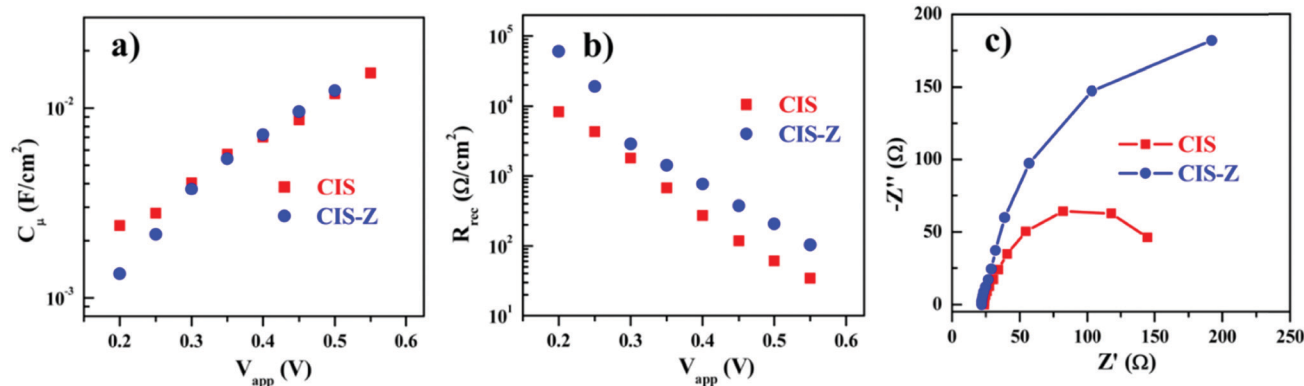 a)
C_μ (F/cm²)
10⁻²
10⁻³
CIS
CIS-Z
0.2 0.3 0.4 0.5 0.6
V_app (V)
b)
R_rec (Ω/cm²)
10⁵
10⁴
10³
10²
10¹
CIS
CIS-Z
0.2 0.3 0.4 0.5 0.6
V_app (V)
c)
-Z'' (Ω)
200
150
100
50
0
CIS
CIS-Z
0 50 100 150 200 250
Z' (Ω)